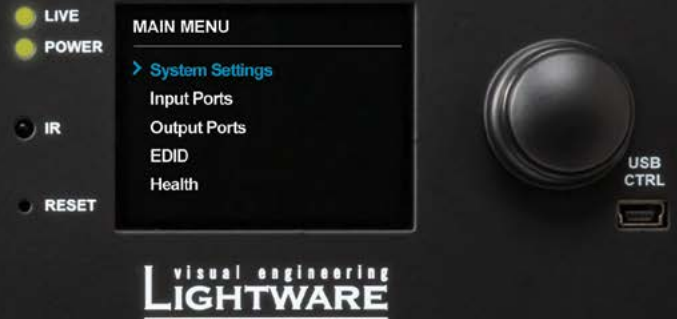 LIVE
POWER
MAIN MENU
> System Settings
Input Ports
Output Ports
EDID
Health
IR
RESET
USB
CTRL
visual engineering
LIGHTWARE